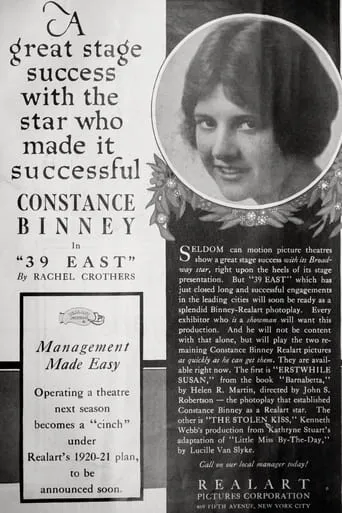 A
great stage
success
with the
star who
made it
successful
CONSTANCE
BINNEY
In
"39 EAST"
By RACHEL CROTHERS
Management
Made Easy
Operating a theatre
next season
becomes a "cinch"
under
Realart's 1920-21 plan,
to be
announced soon.
SELDOM can motion picture theatres
show a great stage success with its Broad-
way star, right upon the heels of its stage
presentation. But "39 EAST" which has
just closed long and successful engagements
in the leading cities will soon be ready as a
splendid Binney-Realart photoplay. Every
exhibitor who is a showman will want this
production. And he will not be content
with that alone, but will play the two re-
maining Constance Binney Realart pictures
as quickly as he can get them. They are avail-
able right now. The first is "ERSTWHILE
SUSAN," from the book "Barnabetta," by
Helen R. Martin, directed by John S.
Robertson — the photoplay that established
Constance Binney as a Realart star. The
other is "THE STOLEN KISS," Kenneth
Webb's production from Kathryne Stuart's
adaptation of "Little Miss By-The-Day,"
by Lucille Van Slyke.
Call on our local manager today!
REALART
PICTURES CORPORATION
469 FIFTH AVENUE, NEW YORK CITY